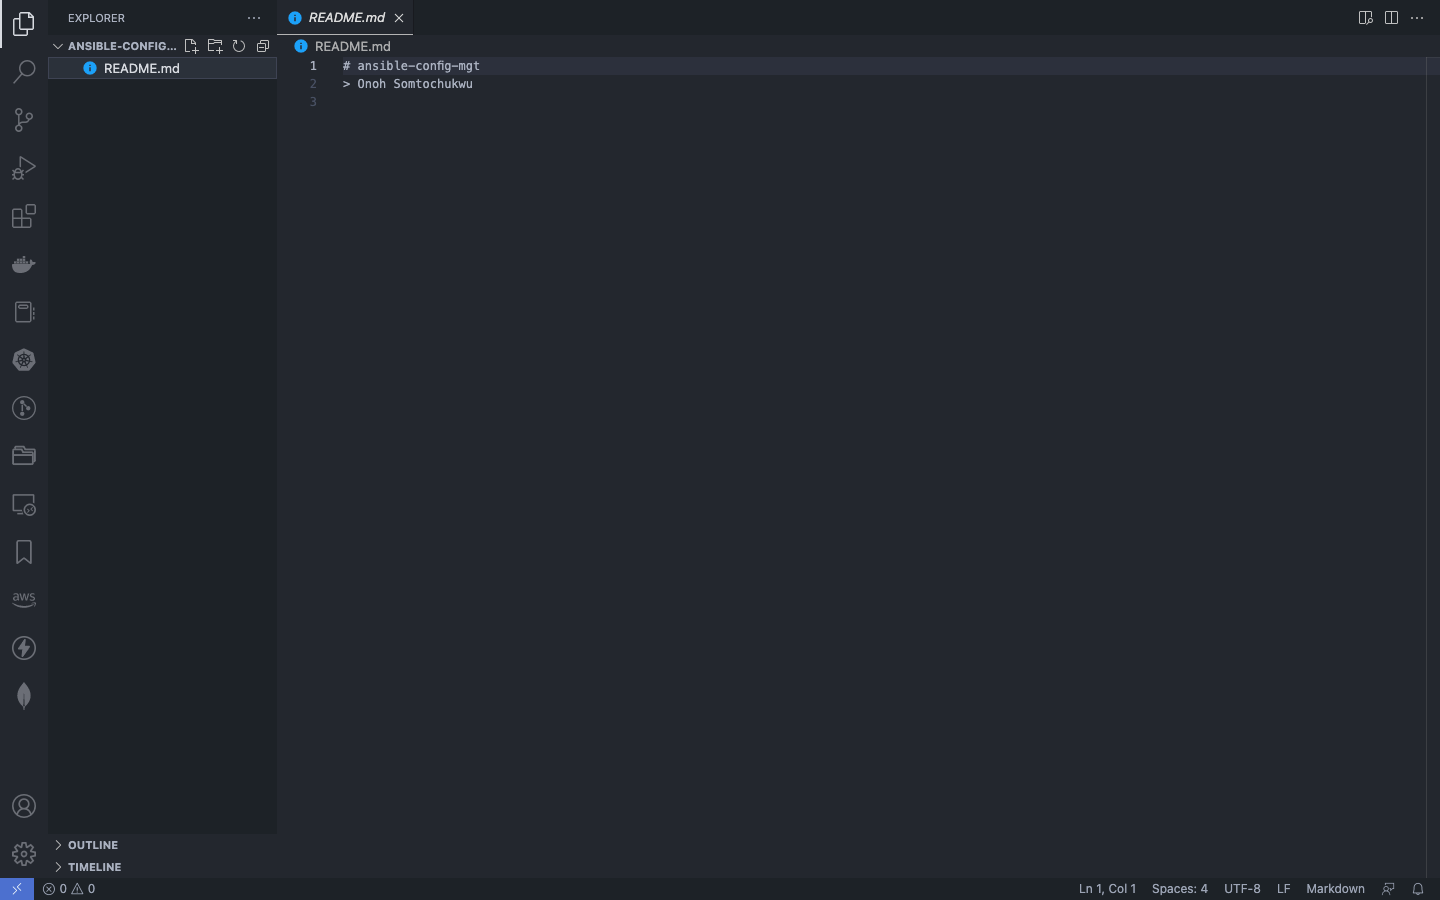 EXPLORER
ANSIBLE-CONFIG...
README.md
OUTLINE
TIMELINE
README.md
README.md
1 # ansible-config-mgt
2 > Onoh Somtochukwu
3
aws
0 0
Ln 1, Col 1 Spaces: 4 UTF-8 LF Markdown